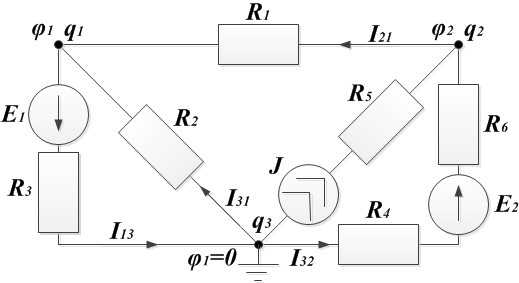 R1
φ1 q1
I21
φ2 q2
E1
R2
R5
R6
J
R3
I31
q3
R4
E2
I13
φ1=0
I32